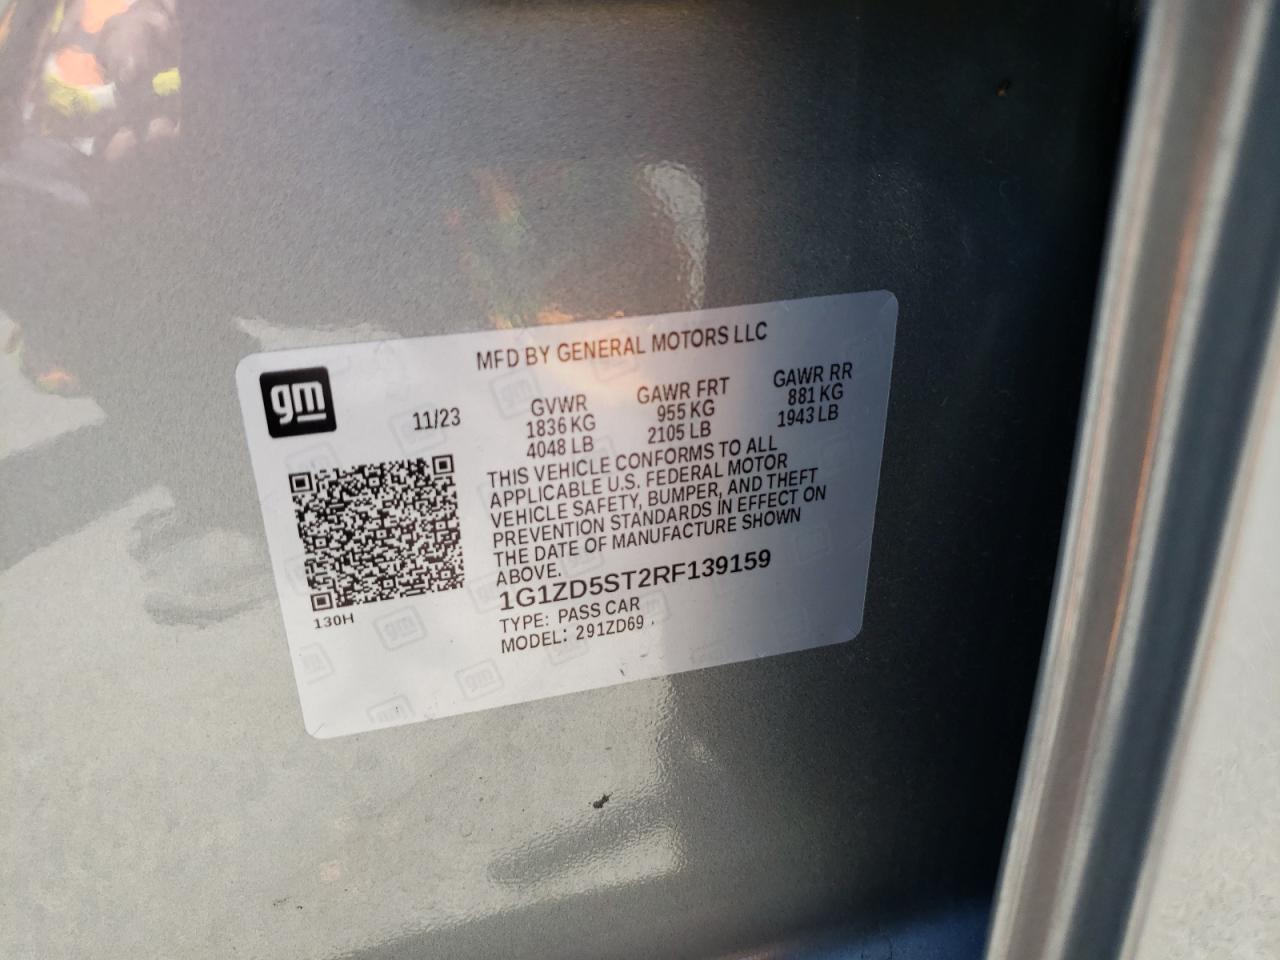 MFD BY GENERAL MOTORS LLC
gm
11/23
GVWR
1836 KG
4048 LB
GAWR FRT
955 KG
2105 LB
GAWR RR
881 KG
1943 LB
THIS VEHICLE CONFORMS TO ALL
APPLICABLE U.S. FEDERAL MOTOR
VEHICLE SAFETY, BUMPER, AND THEFT
PREVENTION STANDARDS IN EFFECT ON
THE DATE OF MANUFACTURE SHOWN
ABOVE.
1G1ZD5ST2RF139159
TYPE: PASS CAR
MODEL: 291ZD69
130H